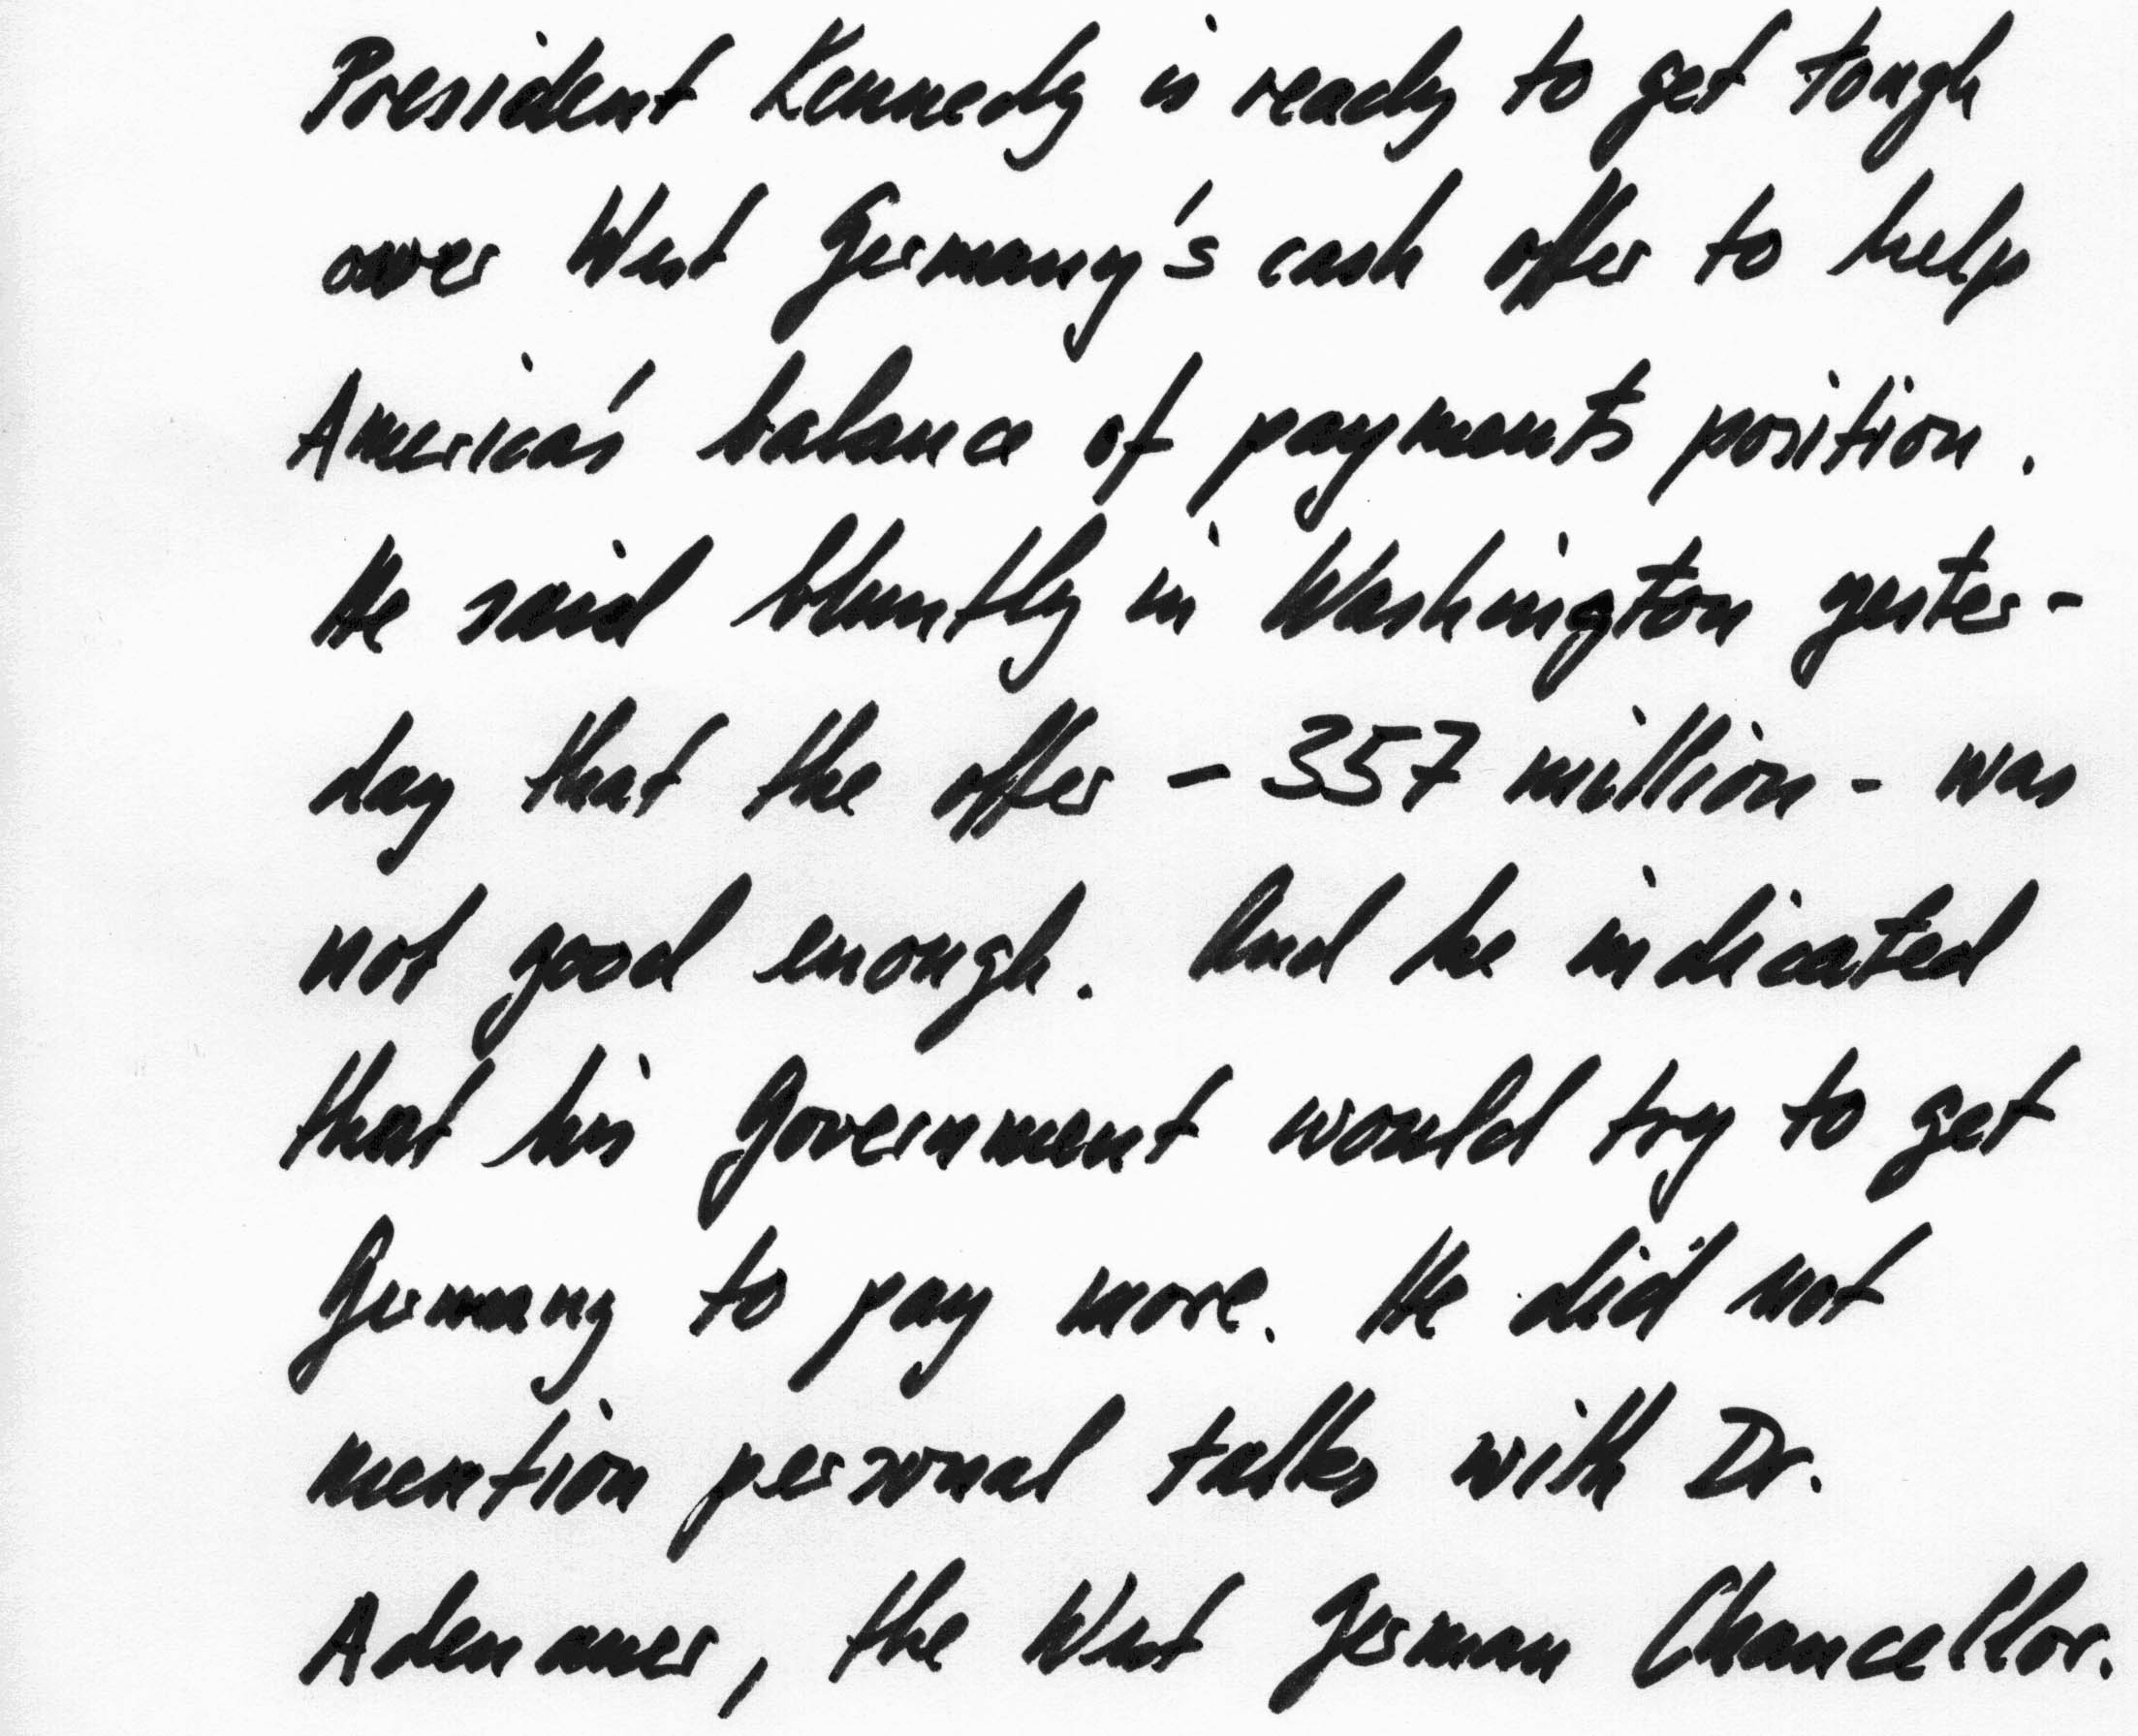 President Kennedy is ready to get tough
over West Germany's cash offer to help
America's balance of payments position.
He said bluntly in Washington yester-
day that the offer - 357 million - was
not good enough. And he indicated
that his Government would try to get
Germany to pay more. He did not
mention personal talks with Dr.
Adenauer, the West German Chancellor.